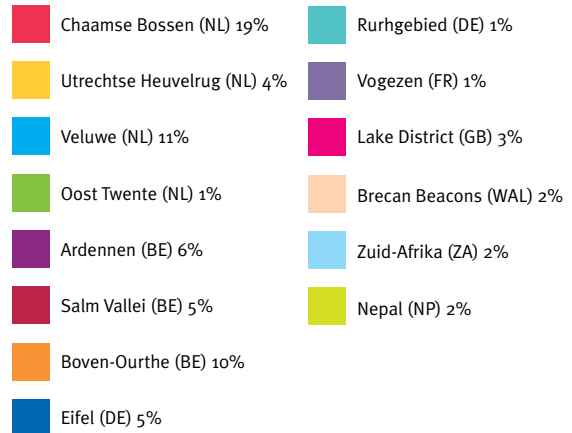 Chaamse Bossen (NL) 19%
Utrechtse Heuvelrug (NL) 4%
Veluwe (NL) 11%
Oost Twente (NL) 1%
Ardennen (BE) 6%
Salm Vallei (BE) 5%
Boven-Ourthe (BE) 10%
Eifel (DE) 5%
Rurhgebied (DE) 1%
Vogezen (FR) 1%
Lake District (GB) 3%
Brecan Beacons (WAL) 2%
Zuid-Afrika (ZA) 2%
Nepal (NP) 2%